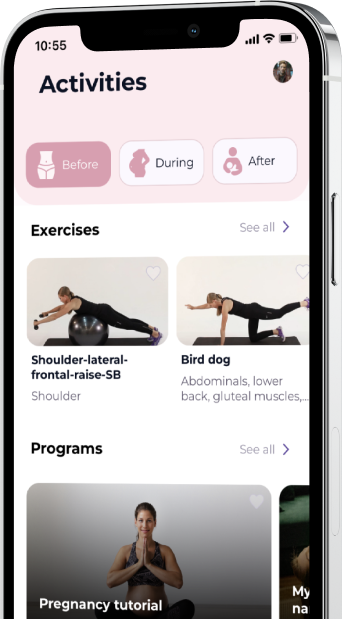 10:55
Activities
Before
During
After
Exercises
See all
Shoulder-lateral-
frontal-raise-SB
Shoulder
Bird dog
Abdominals, lower
back, gluteal muscles,...
Programs
See all
Pregnancy tutorial
My
na